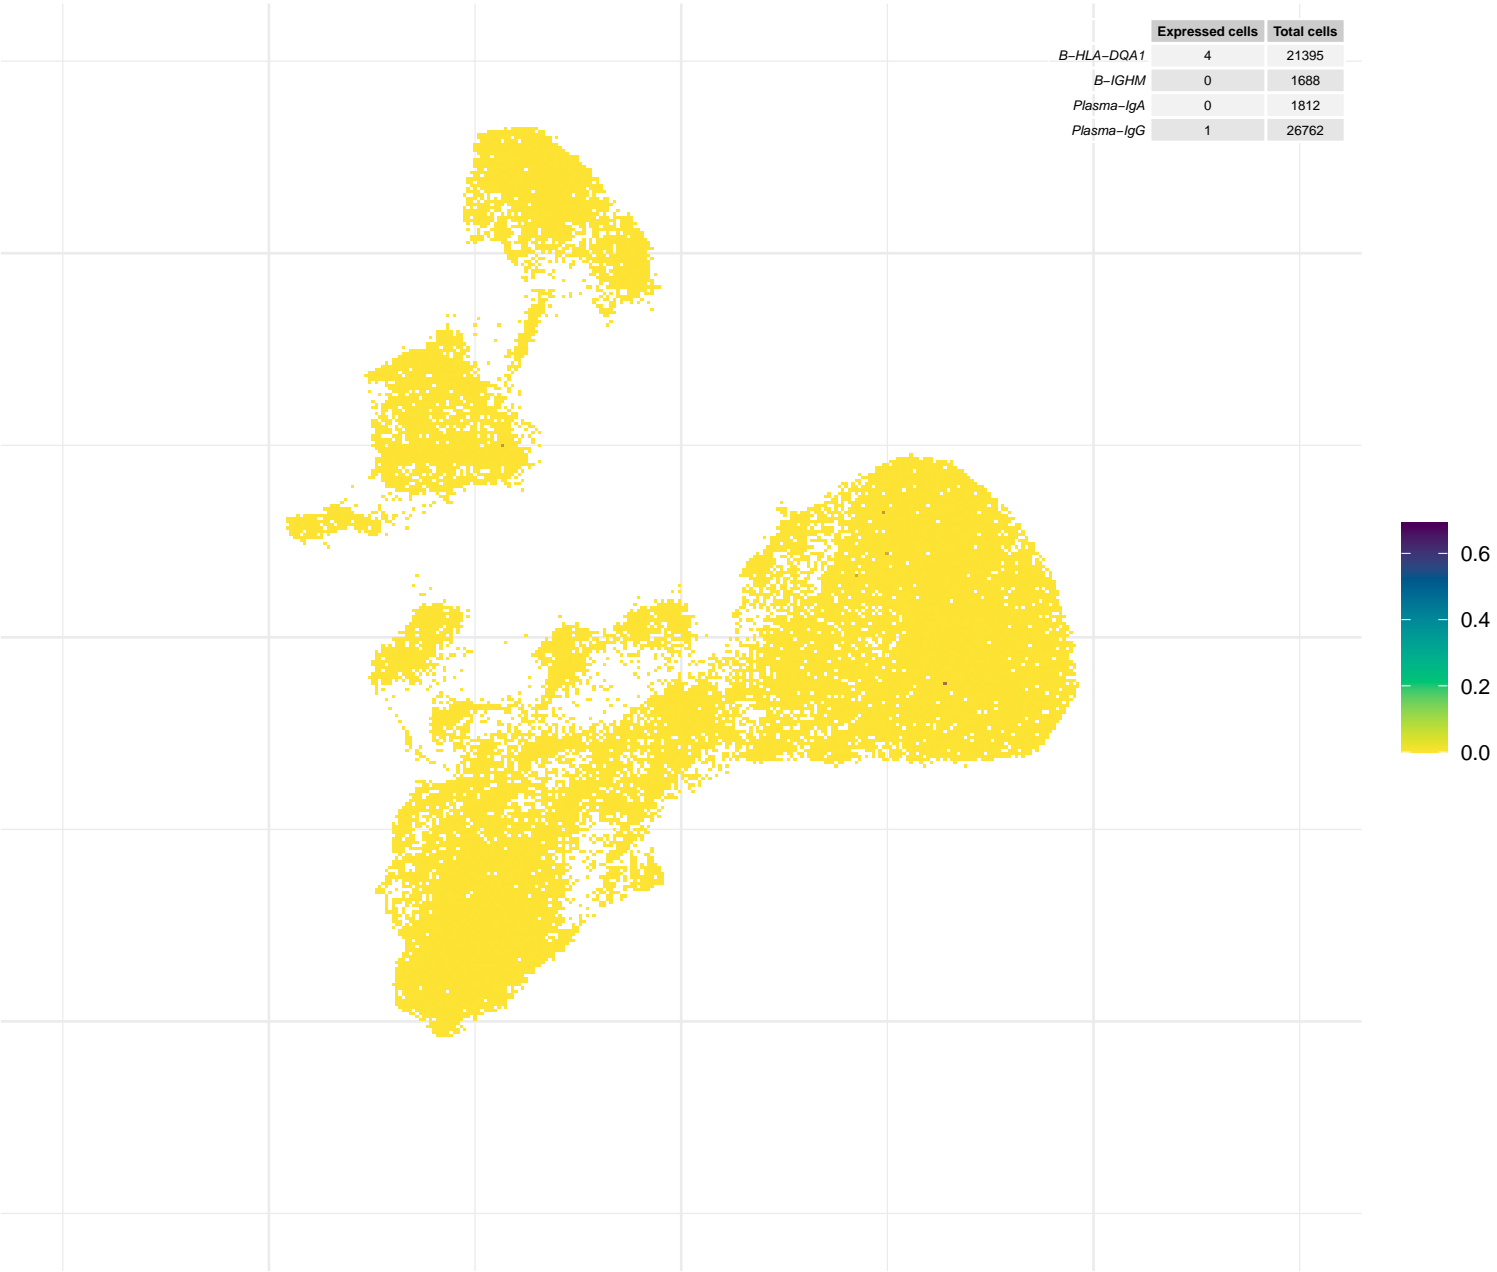 Expressed cells Total cells
B−HLA−DQA1 4 21395
B−IGHM 0 1688
Plasma−IgA 0 1812
Plasma−IgG 1 26762
0.6
0.4
0.2
0.0